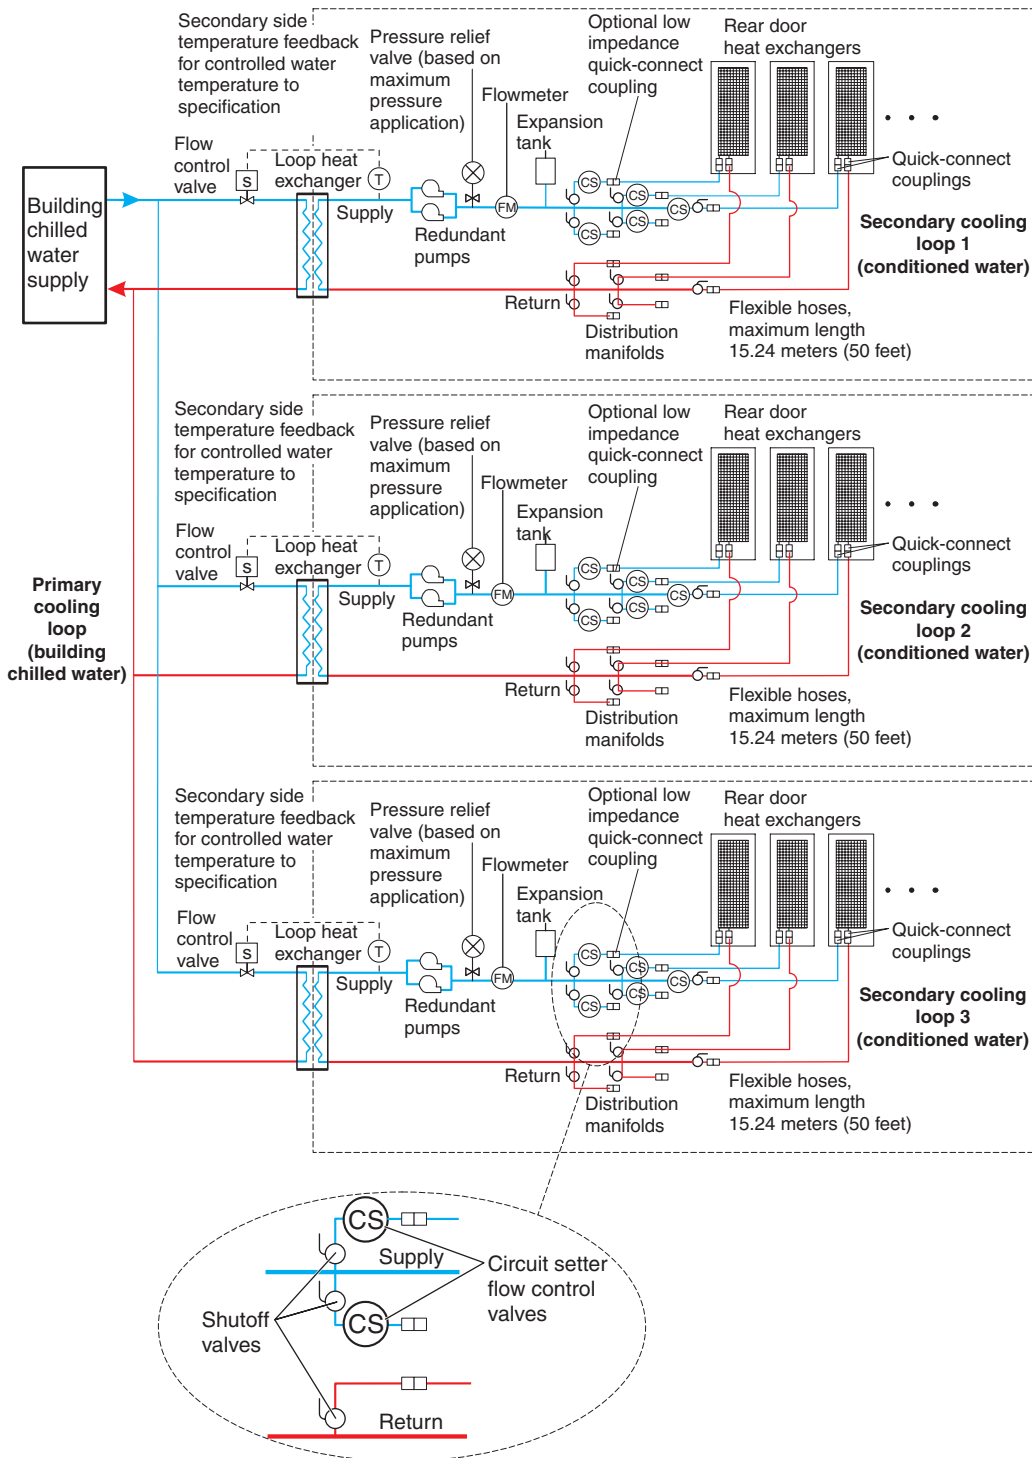 Secondary side
temperature feedback
for controlled water
temperature to
specification
Pressure relief
valve (based on
maximum
pressure
application)
Flowmeter
Optional low
impedance
quick-connect
coupling
Rear door
heat exchangers
Expansion
tank
Flow
control
valve
S
Loop heat
exchanger
T
Supply
Redundant
pumps
FM
CS
CS
CS
CS
CS
Quick-connect
couplings
Building
chilled
water
supply
Secondary cooling
loop 1
(conditioned water)
Return
Distribution
manifolds
Flexible hoses,
maximum length
15.24 meters (50 feet)
Secondary side
temperature feedback
for controlled water
temperature to
specification
Pressure relief
valve (based on
maximum
pressure
application)
Flowmeter
Optional low
impedance
quick-connect
coupling
Rear door
heat exchangers
Expansion
tank
Flow
control
valve
S
Loop heat
exchanger
T
Supply
Redundant
pumps
FM
CS
CS
CS
CS
CS
Quick-connect
couplings
Primary
cooling
loop
(building
chilled water)
Secondary cooling
loop 2
(conditioned water)
Return
Distribution
manifolds
Flexible hoses,
maximum length
15.24 meters (50 feet)
Secondary side
temperature feedback
for controlled water
temperature to
specification
Pressure relief
valve (based on
maximum
pressure
application)
Flowmeter
Optional low
impedance
quick-connect
coupling
Rear door
heat exchangers
Expansion
tank
Flow
control
valve
S
Loop heat
exchanger
T
Supply
Redundant
pumps
FM
CS
CS
CS
CS
CS
Quick-connect
couplings
Secondary cooling
loop 3
(conditioned water)
Return
Distribution
manifolds
Flexible hoses,
maximum length
15.24 meters (50 feet)
CS
Supply
CS
Circuit setter
flow control
valves
Shutoff
valves
Return